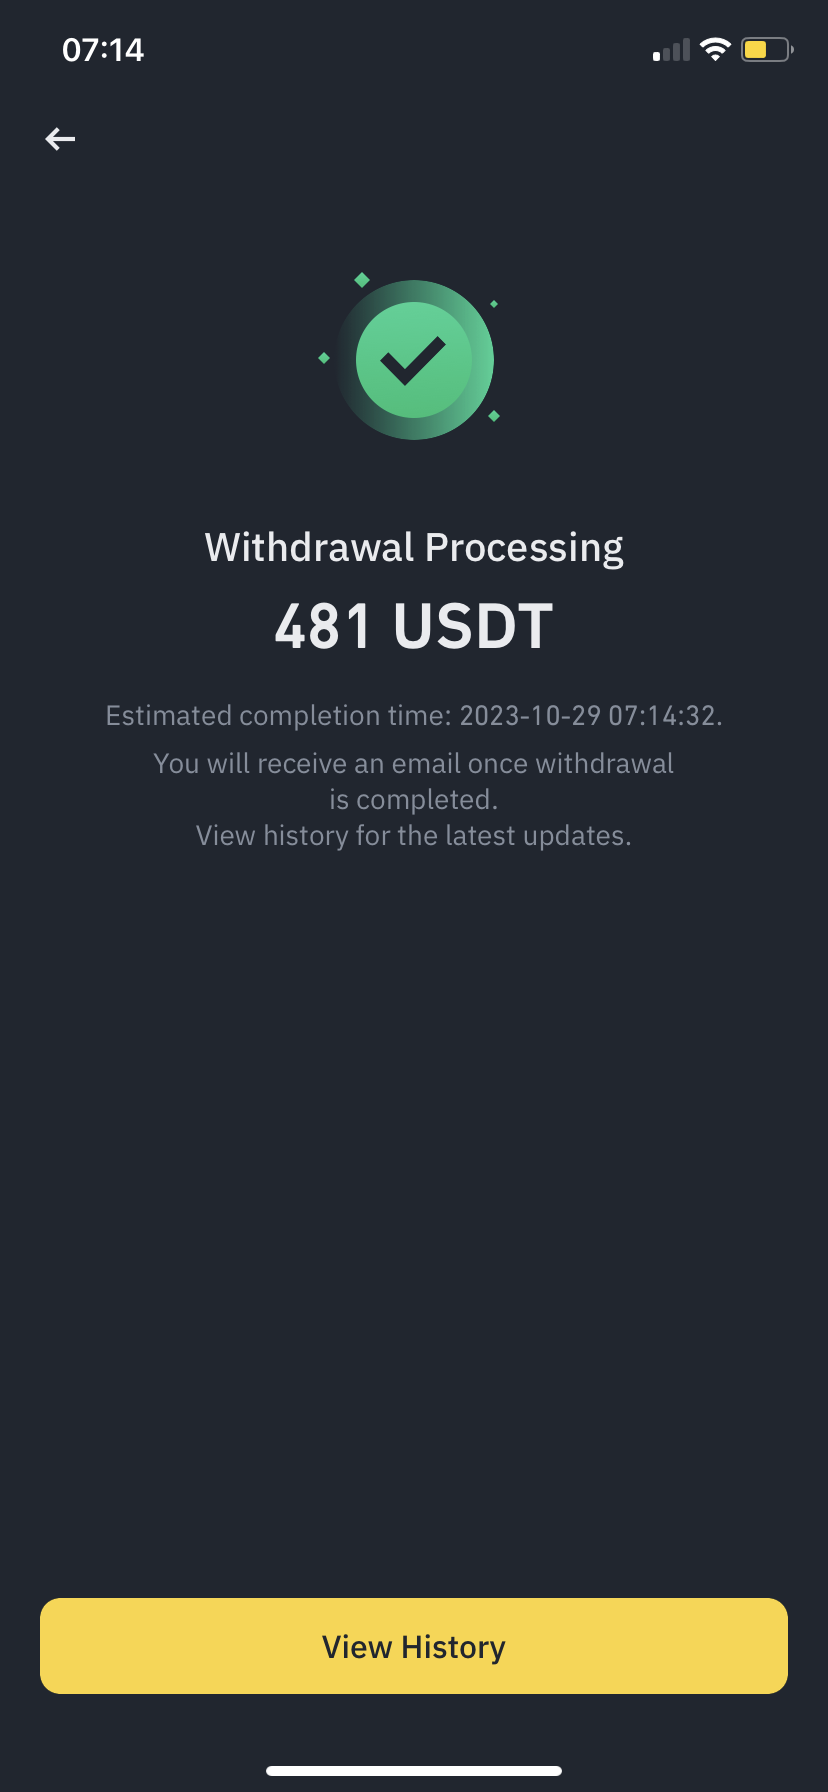 07:14
Withdrawal Processing
481 USDT
Estimated completion time: 2023-10-29 07:14:32.
You will receive an email once withdrawal
is completed.
View history for the latest updates.
View History